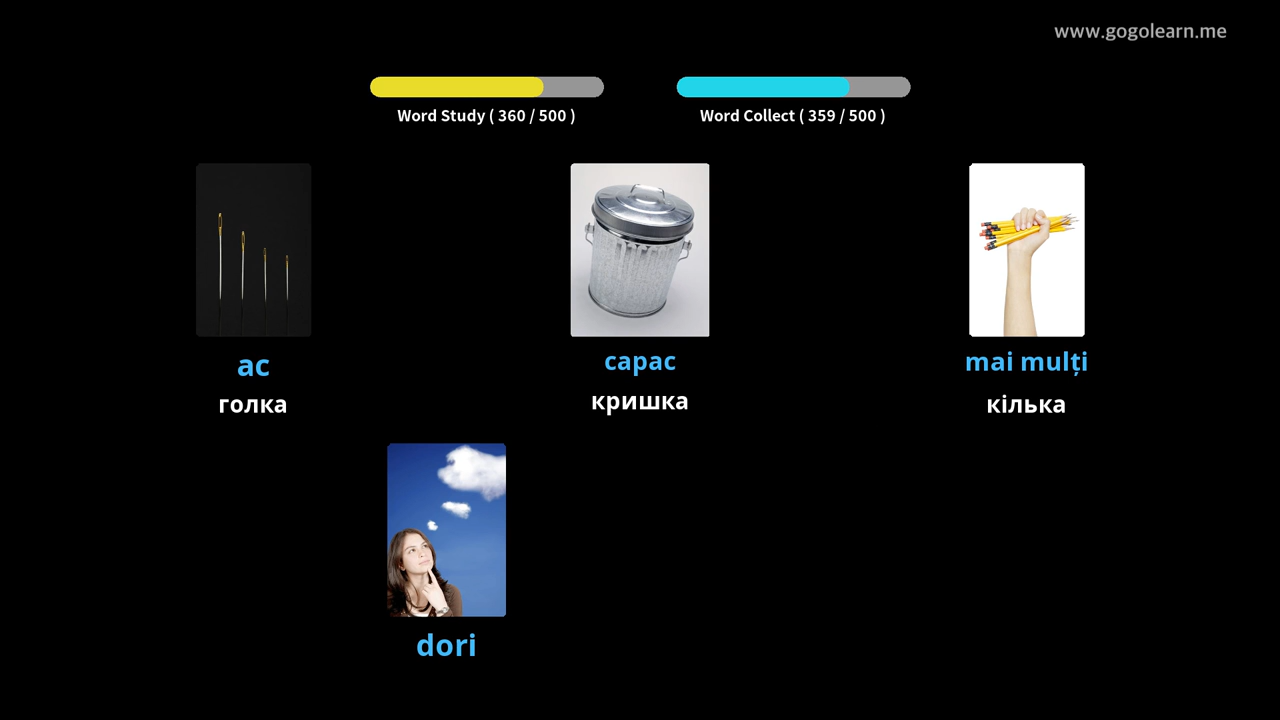 www.gogolearn.me
Word Study ( 360 / 500 )
Word Collect ( 359 / 500 )
ac
capac
mai mulți
голка
кришка
кілька
dori